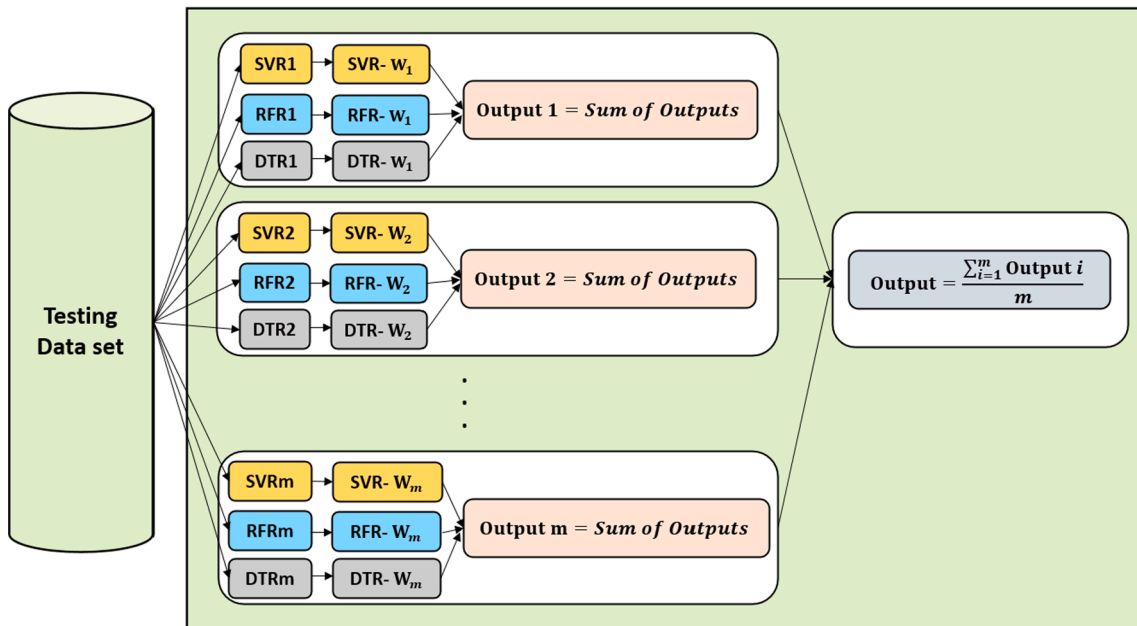 Testing
Data set
SVR1
SVR- W₁
RFR1
RFR- W₁
DTR1
DTR- W₁
Output 1 = Sum of Outputs
SVR2
SVR- W₂
RFR2
RFR- W₂
DTR2
DTR- W₂
Output 2 = Sum of Outputs
.
.
.
SVRm
SVR- Wₘ
RFRm
RFR- Wₘ
DTRm
DTR- Wₘ
Output m = Sum of Outputs
Output = ∑ᵢ₌₁ᵐ Output i / m